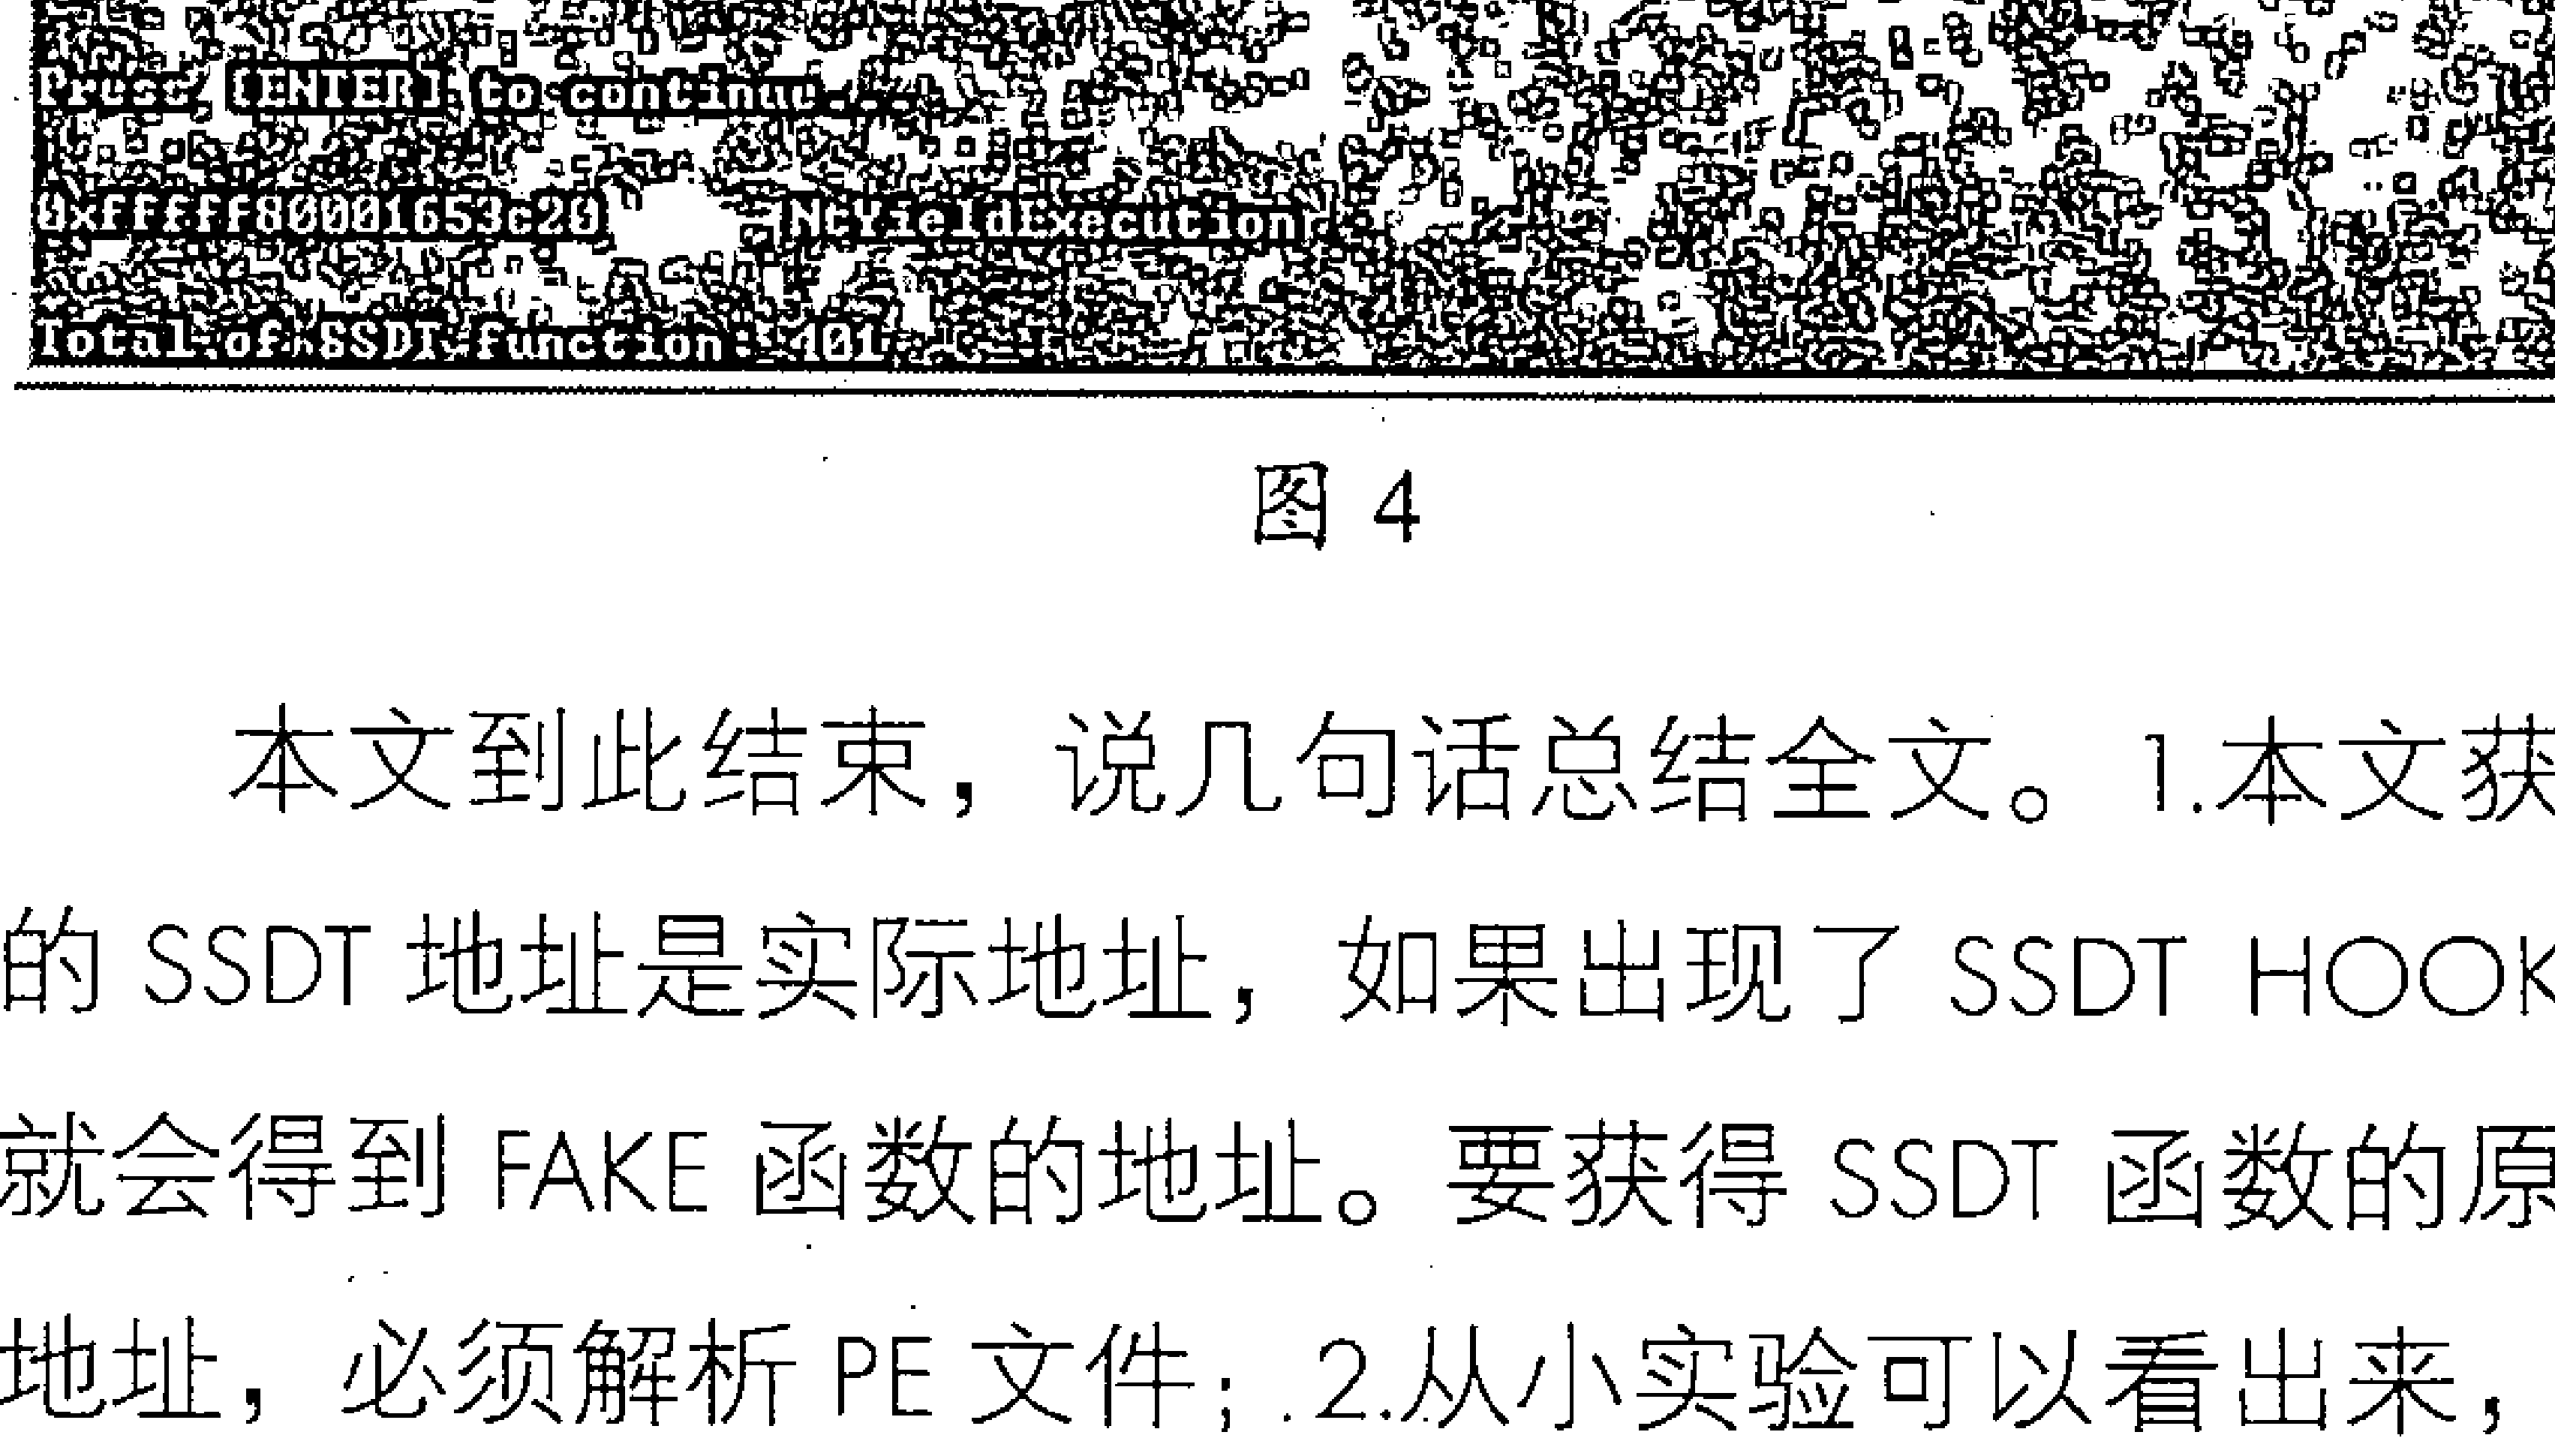 Press [ENTER] to continue...
0xfffff80001653c20 NtYieldExecution
Total of SSDT function: 401
图 4
本文到此结束，说几句话总结全文。1.本文获
的 SSDT 地址是实际地址，如果出现了 SSDT HOOK
就会得到 FAKE 函数的地址。要获得 SSDT 函数的原
地址，必须解析 PE 文件；2.从小实验可以看出来，